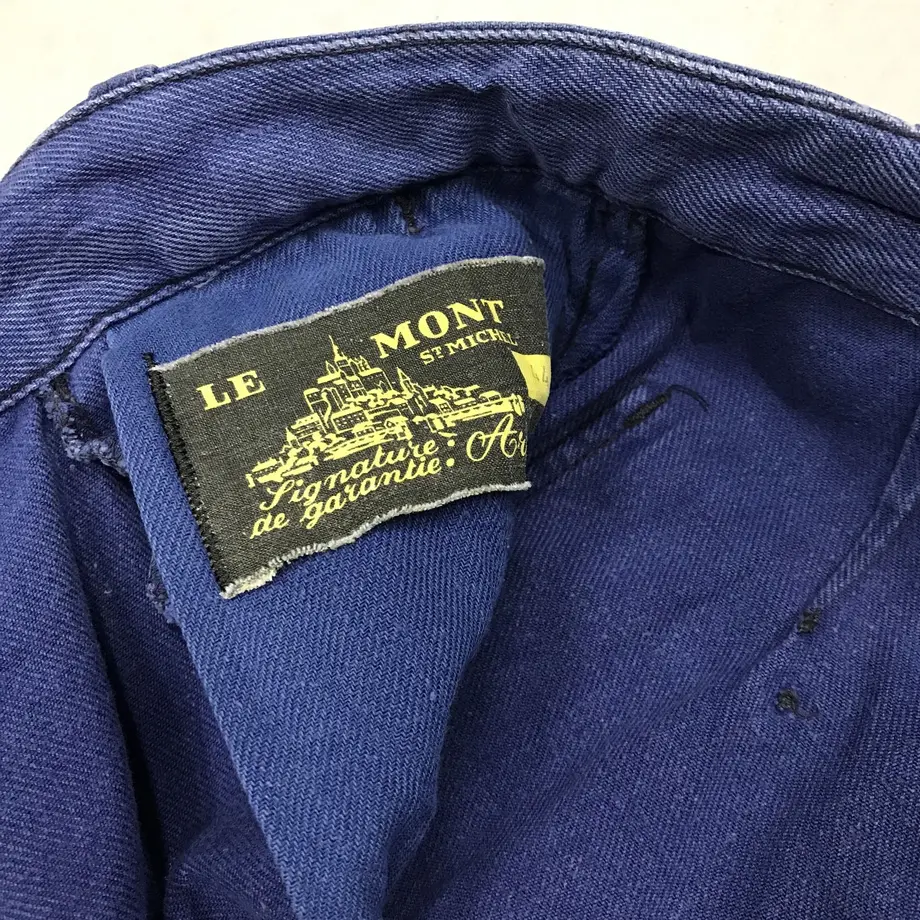 LE MONT
ST MICHEL
Signature:
de garantie.